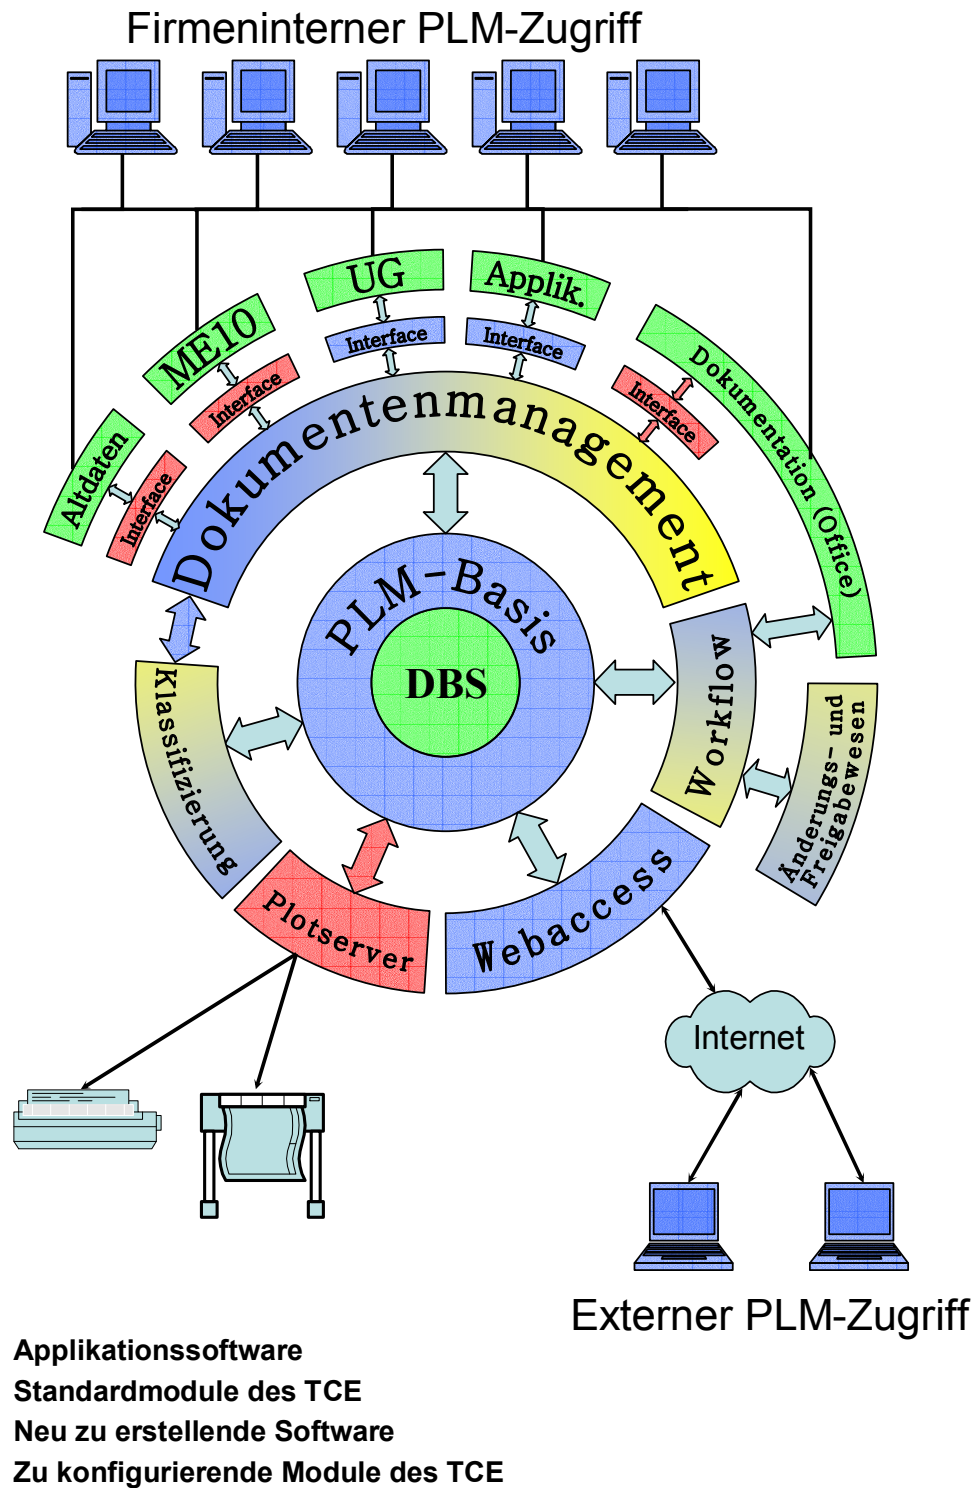 Firmeninterner PLM-Zugriff
UG
Applik.
ME10
Interface
Interface
Dokumentation (Office)
Interface
Interface
Altdaten
Interface
Dokumentenmanagement
PLM-Basis
DBS
Klassifizierung
Workflow
Änderungs- und
Freigabewesen
Plotserver
Webaccess
Internet
Externer PLM-Zugriff
Applikationssoftware
Standardmodule des TCE
Neu zu erstellende Software
Zu konfigurierende Module des TCE